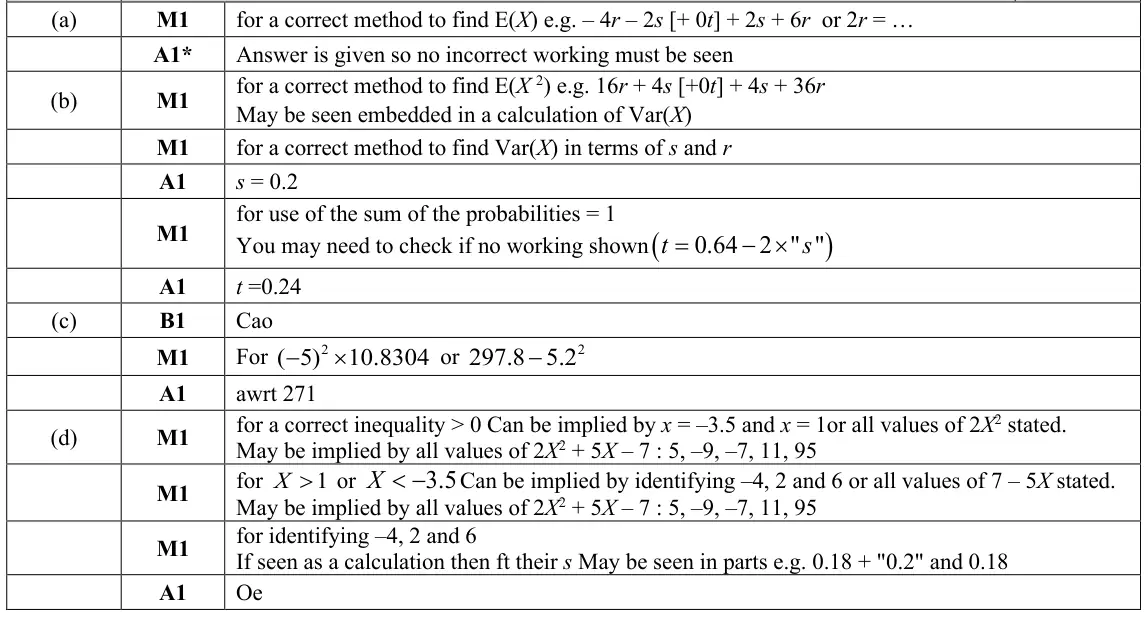 (a) M1 for a correct method to find E(X) e.g. – 4r – 2s [+ 0t] + 2s + 6r or 2r = …
A1* Answer is given so no incorrect working must be seen
(b) M1 for a correct method to find E(X ²) e.g. 16r + 4s [+0t] + 4s + 36r
May be seen embedded in a calculation of Var(X)
M1 for a correct method to find Var(X) in terms of s and r
A1 s = 0.2
M1 for use of the sum of the probabilities = 1
You may need to check if no working shown (t = 0.64 − 2 × "s")
A1 t =0.24
(c) B1 Cao
M1 For (−5)² × 10.8304 or 297.8 − 5.2²
A1 awrt 271
(d) M1 for a correct inequality > 0 Can be implied by x = –3.5 and x = 1or all values of 2X² stated.
May be implied by all values of 2X² + 5X – 7 : 5, –9, –7, 11, 95
M1 for X > 1 or X < −3.5 Can be implied by identifying –4, 2 and 6 or all values of 7 – 5X stated.
May be implied by all values of 2X² + 5X – 7 : 5, –9, –7, 11, 95
M1 for identifying –4, 2 and 6
If seen as a calculation then ft their s May be seen in parts e.g. 0.18 + "0.2" and 0.18
A1 Oe